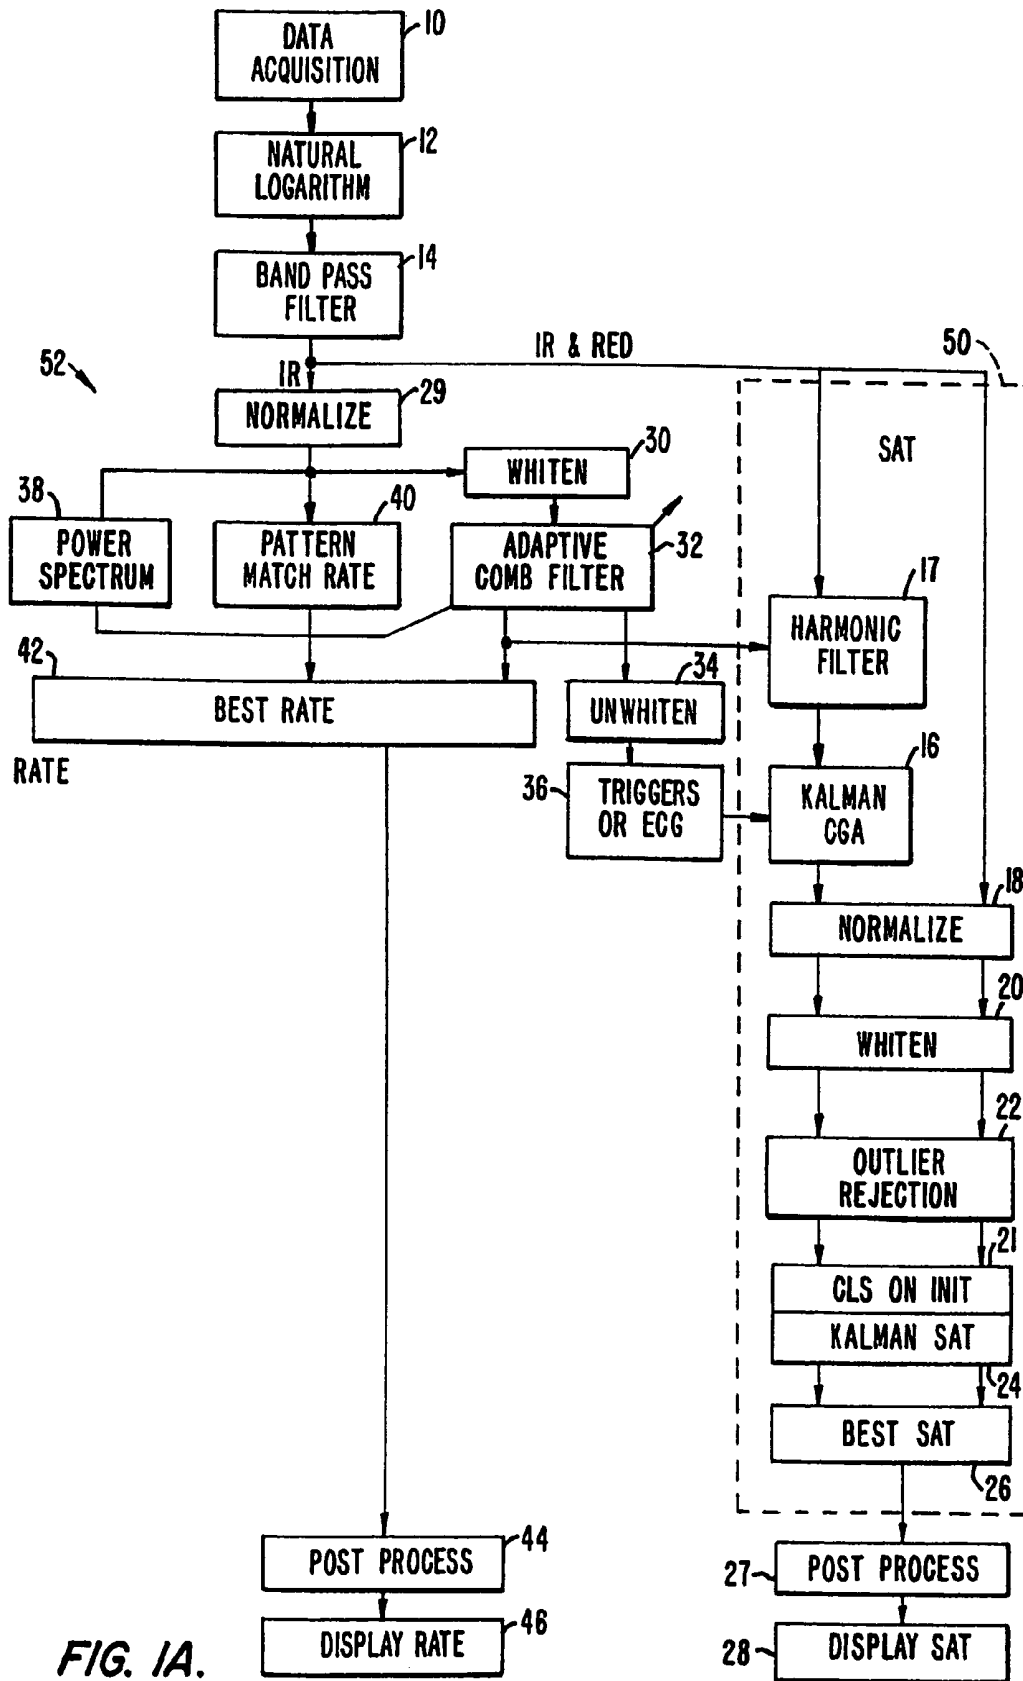 10
DATA
ACQUISITION
12
NATURAL
LOGARITHM
14
BAND PASS
FILTER
IR & RED
50
52
IR
29
NORMALIZE
SAT
30
WHITEN
38
POWER
SPECTRUM
40
PATTERN
MATCH RATE
ADAPTIVE
COMB FILTER
32
17
HARMONIC
FILTER
42
BEST RATE
34
UNWHITEN
RATE
36
TRIGGERS
OR ECG
16
KALMAN
CGA
18
NORMALIZE
20
WHITEN
22
OUTLIER
REJECTION
21
CLS ON INIT
KALMAN SAT
24
BEST SAT
26
44
POST PROCESS
27
POST PROCESS
46
DISPLAY RATE
28
DISPLAY SAT
FIG. 1A.